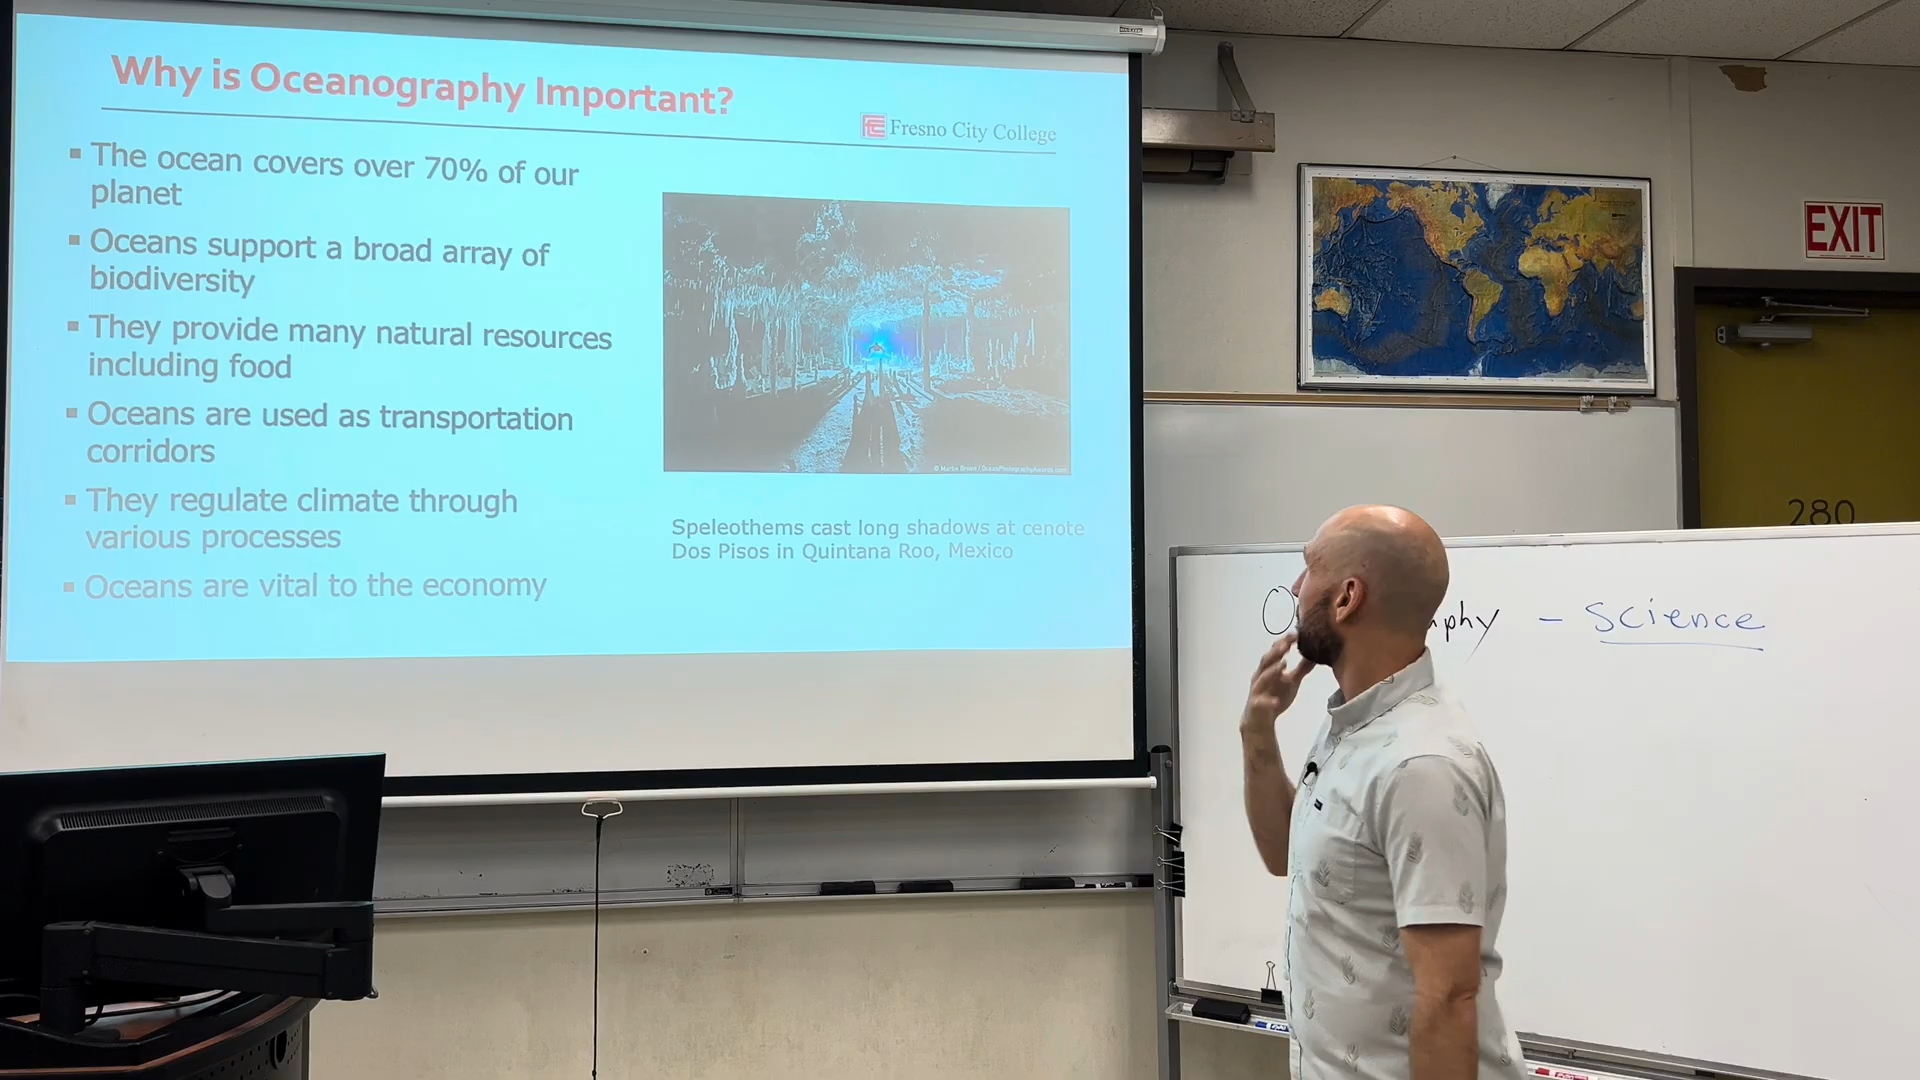 Why is Oceanography Important?
Fresno City College
The ocean covers over 70% of our
planet
Oceans support a broad array of
biodiversity
They provide many natural resources
including food
Oceans are used as transportation
corridors
They regulate climate through
various processes
Oceans are vital to the economy
Speleothems cast long shadows at cenote
Dos Pisos in Quintana Roo, Mexico
EXIT
280
science